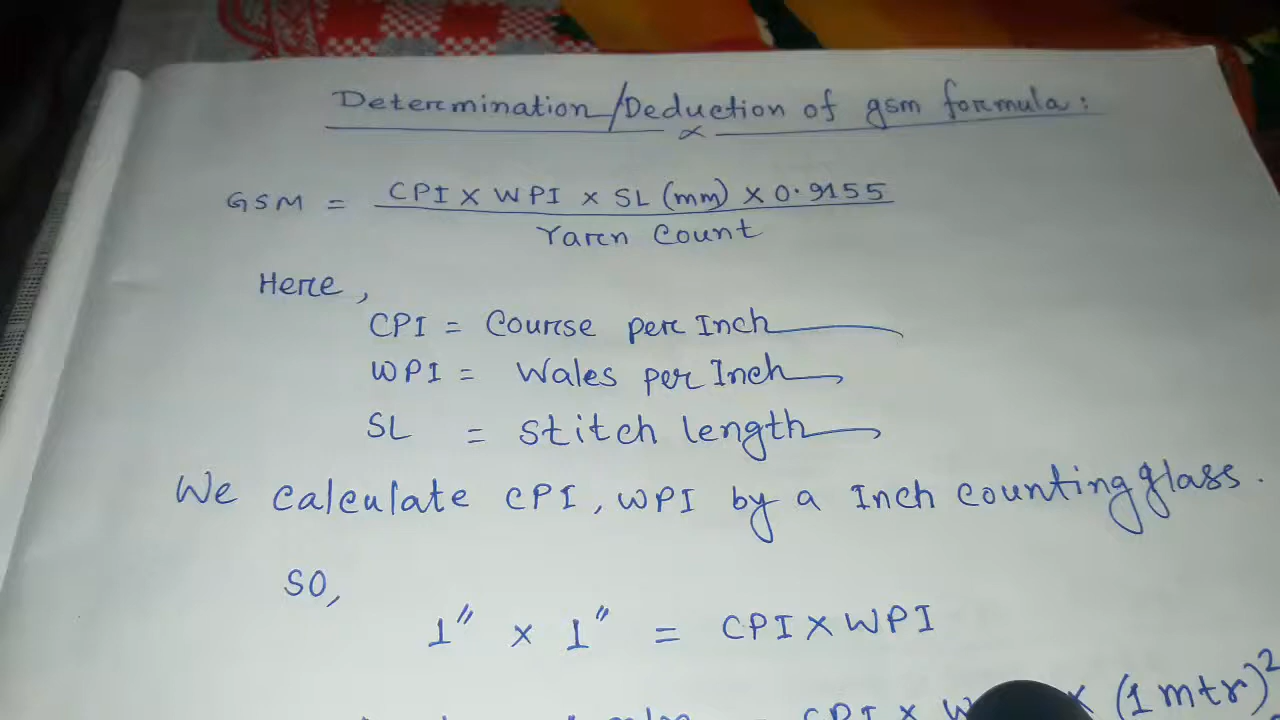 Determination/Deduction of gsm formula:
GSM = CPI X WPI X SL (mm) X 0.9155
Yarn Count
Here,
CPI = Course per Inch
WPI = Wales per Inch
SL = Stitch length
We calculate CPI, WPI by a Inch counting glass.
SO,
1" x 1" = CPI X WPI
= CPI X (1 mtr)²